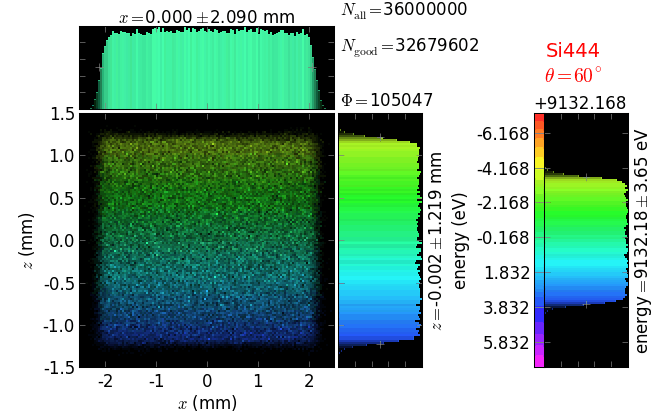 x=0.000±2.090 mm
N_all=36000000
N_good=32679602
Φ=105047
Si444
θ=60°
+9132.168
1.5
1.0
0.5
0.0
-0.5
-1.0
-1.5
z (mm)
-2
-1
0
1
2
x (mm)
z=-0.002±1.219 mm
energy (eV)
-6.168
-4.168
-2.168
-0.168
1.832
3.832
5.832
energy=9132.18±3.65 eV